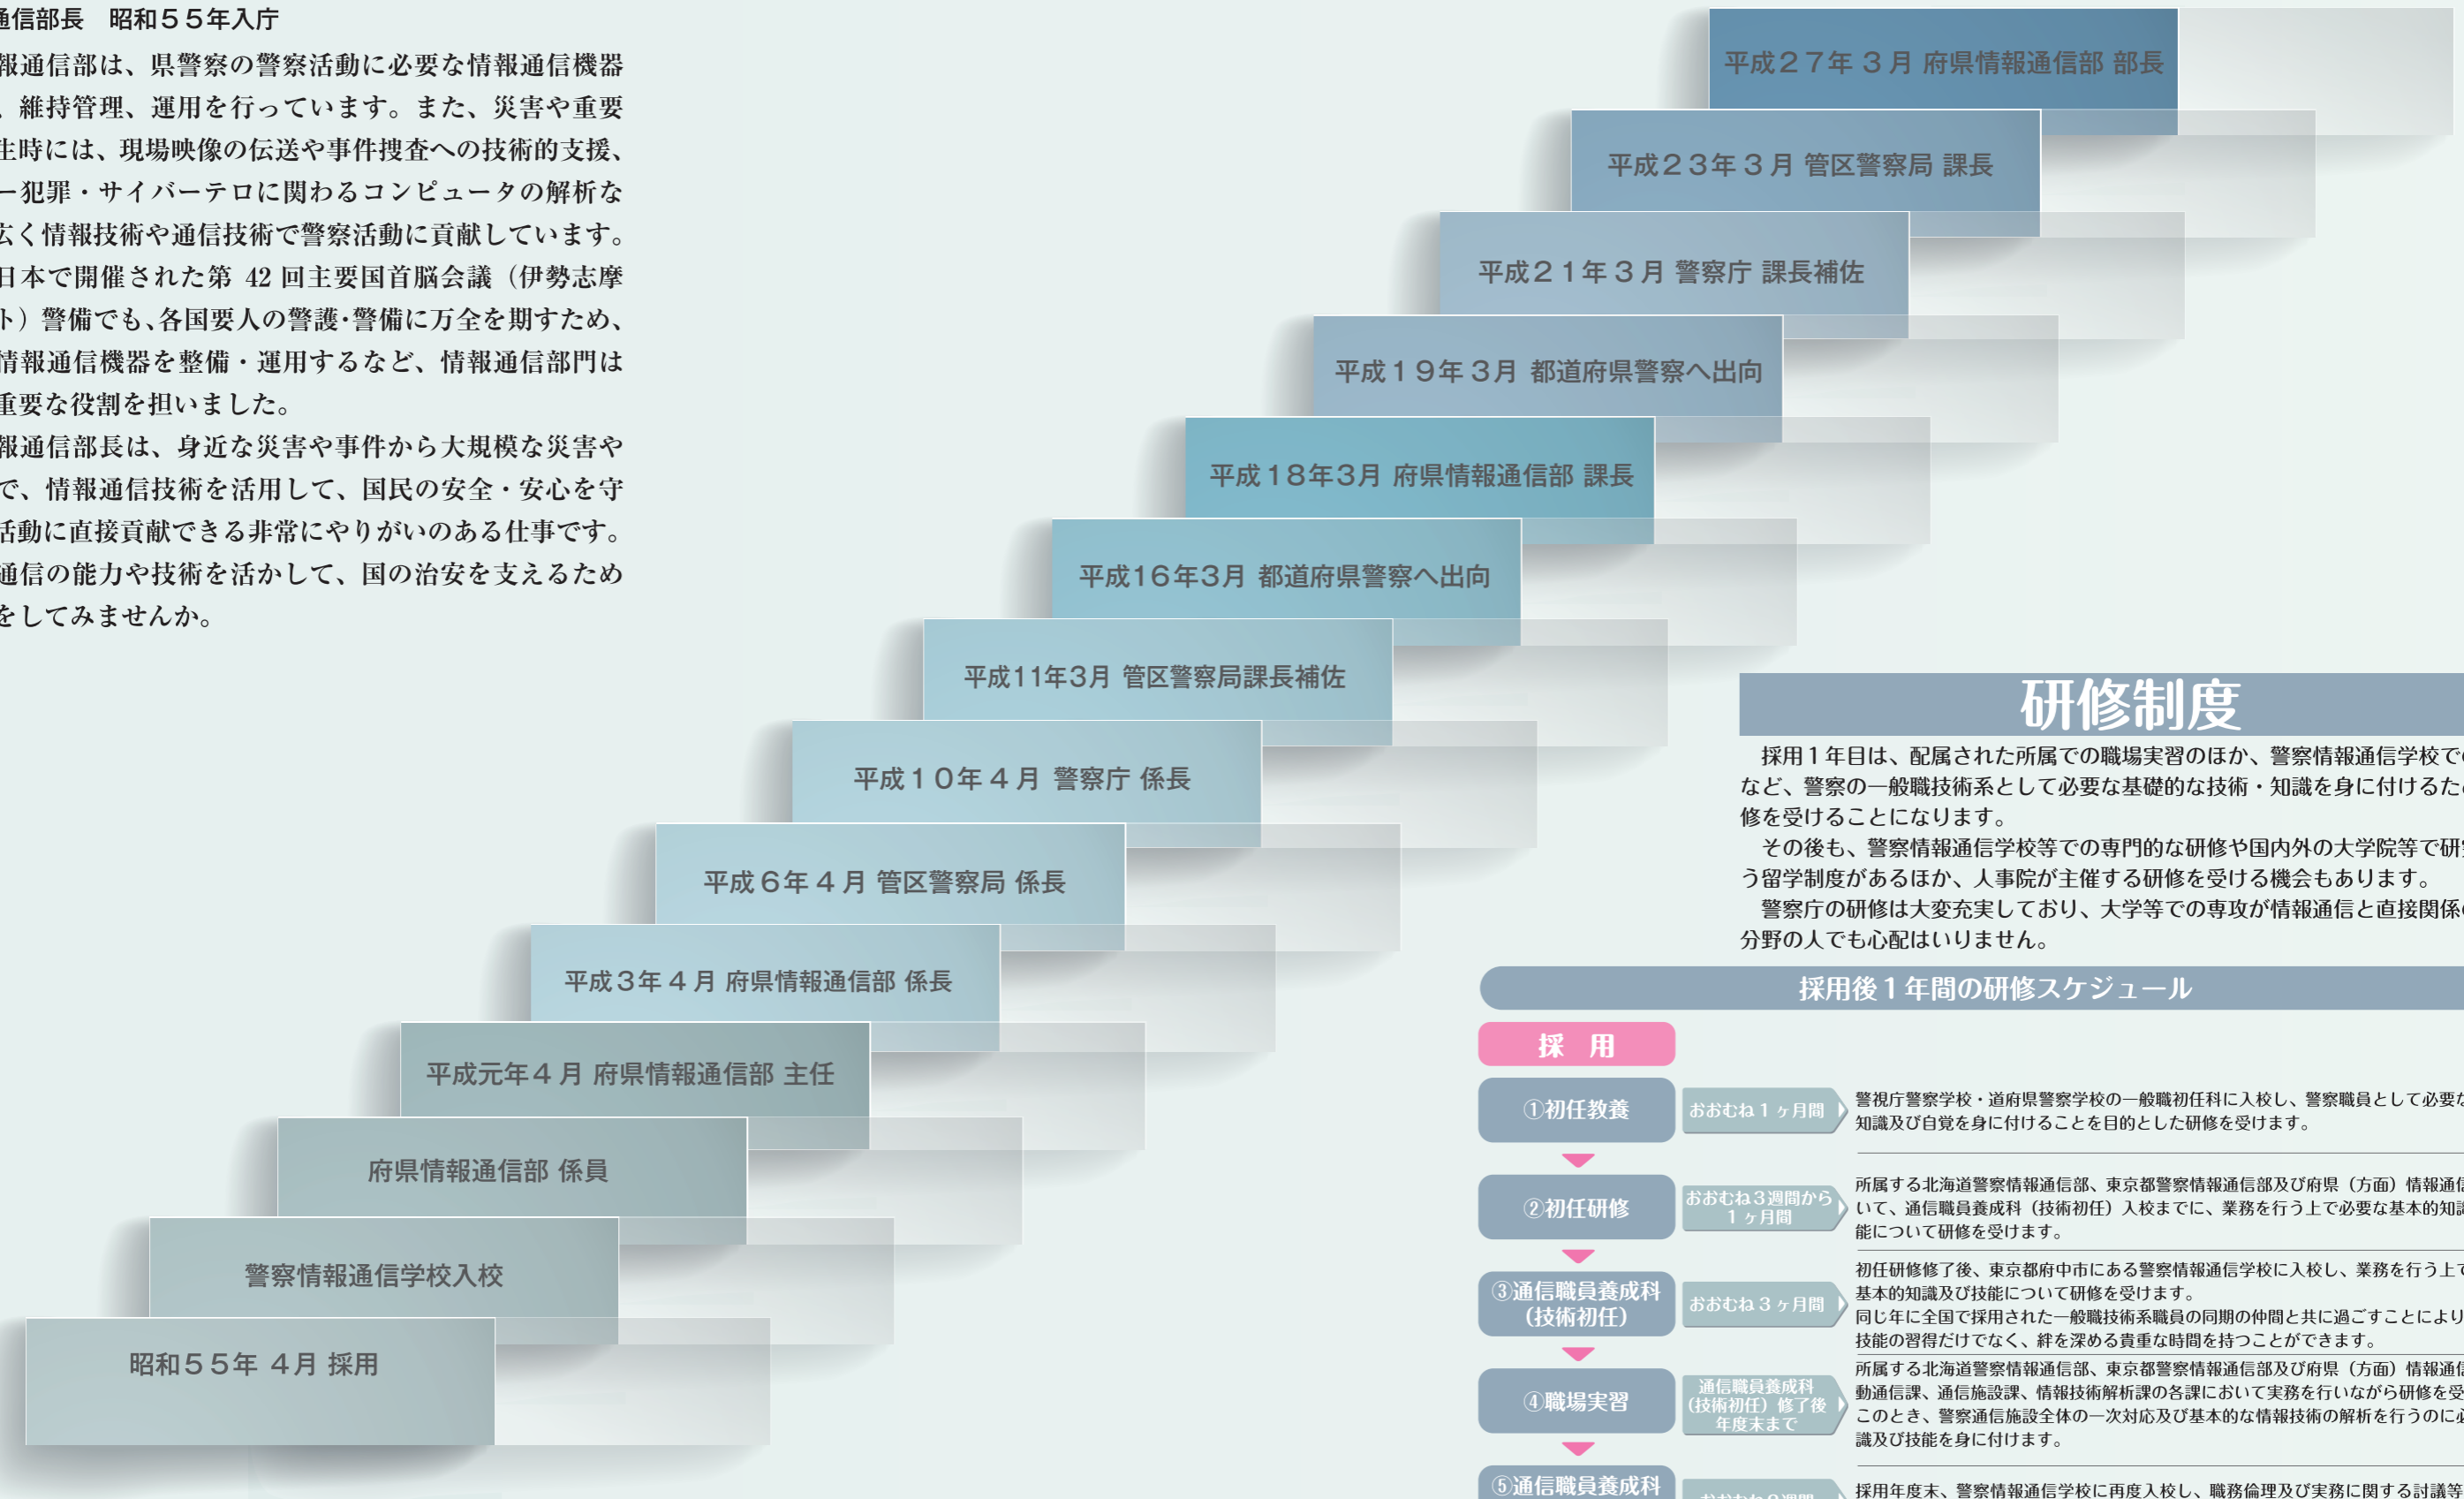 通信部長　昭和５５年入庁
報通信部は、県警察の警察活動に必要な情報通信機器
、維持管理、運用を行っています。また、災害や重要
生時には、現場映像の伝送や事件捜査への技術的支援、
ー犯罪・サイバーテロに関わるコンピュータの解析な
広く情報技術や通信技術で警察活動に貢献しています。
日本で開催された第 42 回主要国首脳会議（伊勢志摩
ト）警備でも、各国要人の警護・警備に万全を期すため、
情報通信機器を整備・運用するなど、情報通信部門は
重要な役割を担いました。
報通信部長は、身近な災害や事件から大規模な災害や
で、情報通信技術を活用して、国民の安全・安心を守
活動に直接貢献できる非常にやりがいのある仕事です。
通信の能力や技術を活かして、国の治安を支えるため
をしてみませんか。
平成２７年 ３月 府県情報通信部 部長
平成２３年３月 管区警察局 課長
平成２１年３月 警察庁 課長補佐
平成１９年３月 都道府県警察へ出向
平成１８年３月 府県情報通信部 課長
平成16年3月 都道府県警察へ出向
平成11年3月 管区警察局課長補佐
平成１０年４月 警察庁 係長
平成６年４月 管区警察局 係長
平成３年４月 府県情報通信部 係長
平成元年４月 府県情報通信部 主任
府県情報通信部 係員
警察情報通信学校入校
昭和５５年 ４月 採用
研修制度
採用１年目は、配属された所属での職場実習のほか、警察情報通信学校で
など、警察の一般職技術系として必要な基礎的な技術・知識を身に付けるた
修を受けることになります。
その後も、警察情報通信学校等での専門的な研修や国内外の大学院等で研
う留学制度があるほか、人事院が主催する研修を受ける機会もあります。
警察庁の研修は大変充実しており、大学等での専攻が情報通信と直接関係
分野の人でも心配はいりません。
採用後１年間の研修スケジュール
採　用
①初任教養
おおむね１ヶ月間
警視庁警察学校・道府県警察学校の一般職初任科に入校し、警察職員として必要な
知識及び自覚を身に付けることを目的とした研修を受けます。
②初任研修
おおむね３週間から
１ヶ月間
所属する北海道警察情報通信部、東京都警察情報通信部及び府県（方面）情報通信
いて、通信職員養成科（技術初任）入校までに、業務を行う上で必要な基本的知識
能について研修を受けます。
③通信職員養成科
（技術初任）
おおむね３ヶ月間
初任研修修了後、東京都府中市にある警察情報通信学校に入校し、業務を行う上で
基本的知識及び技能について研修を受けます。
同じ年に全国で採用された一般職技術系職員の同期の仲間と共に過ごすことにより
技能の習得だけでなく、絆を深める貴重な時間を持つことができます。
④職場実習
通信職員養成科
（技術初任）修了後
年度末まで
所属する北海道警察情報通信部、東京都警察情報通信部及び府県（方面）情報通信
動通信課、通信施設課、情報技術解析課の各課において実務を行いながら研修を受
このとき、警察通信施設全体の一次対応及び基本的な情報技術の解析を行うのに必
識及び技能を身に付けます。
⑤通信職員養成科
採用年度末、警察情報通信学校に再度入校し、職務倫理及び実務に関する討議等